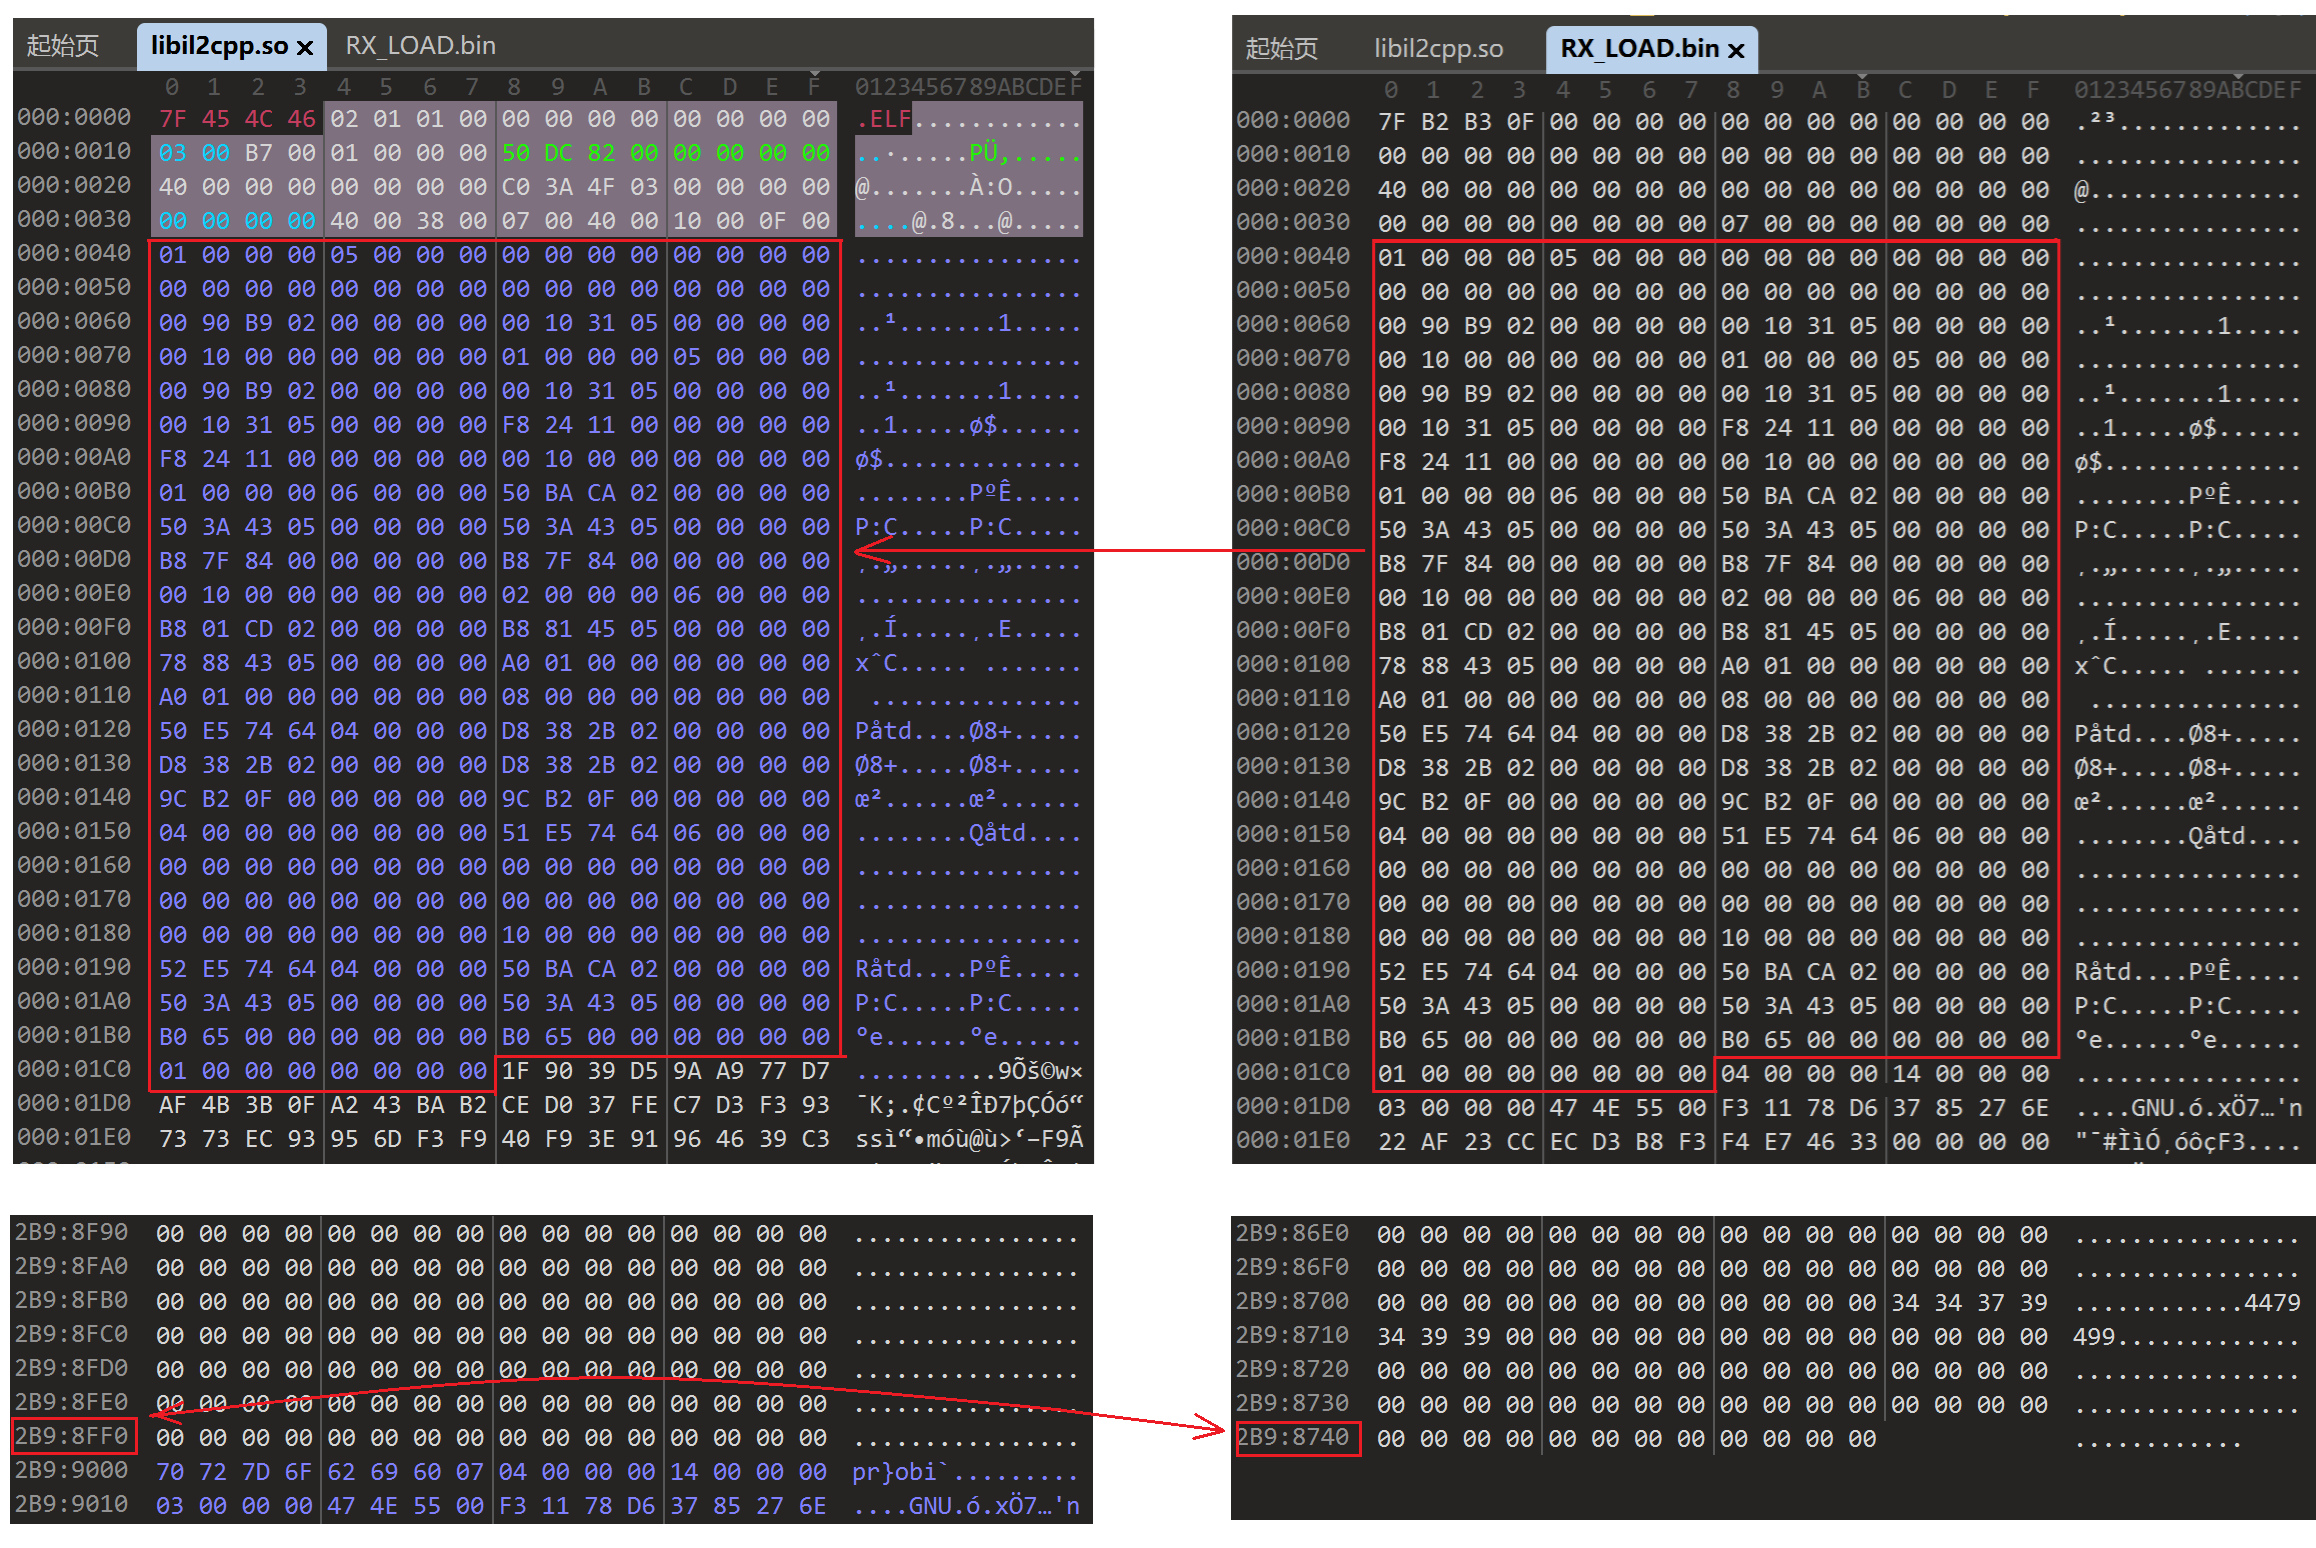 起始页 libil2cpp.so x RX_LOAD.bin
0 1 2 3 4 5 6 7 8 9 A B C D E F 0123456789ABCDEF
000:0000 7F 45 4C 46 02 01 01 00 00 00 00 00 00 00 00 00 .ELF............
000:0010 03 00 B7 00 01 00 00 00 50 DC 82 00 00 00 00 00 ..·.....PÜ‚.....
000:0020 40 00 00 00 00 00 00 00 C0 3A 4F 03 00 00 00 00 @.......À:O.....
000:0030 00 00 00 00 40 00 38 00 07 00 40 00 10 00 0F 00 ....@.8...@.....
000:0040 01 00 00 00 05 00 00 00 00 00 00 00 00 00 00 00 ................
000:0050 00 00 00 00 00 00 00 00 00 00 00 00 00 00 00 00 ................
000:0060 00 90 B9 02 00 00 00 00 00 10 31 05 00 00 00 00 ..¹.......1.....
000:0070 00 10 00 00 00 00 00 00 01 00 00 00 05 00 00 00 ................
000:0080 00 90 B9 02 00 00 00 00 00 10 31 05 00 00 00 00 ..¹.......1.....
000:0090 00 10 31 05 00 00 00 00 F8 24 11 00 00 00 00 00 ..1.....ø$......
000:00A0 F8 24 11 00 00 00 00 00 00 10 00 00 00 00 00 00 ø$..............
000:00B0 01 00 00 00 06 00 00 00 50 BA CA 02 00 00 00 00 ........PºÊ.....
000:00C0 50 3A 43 05 00 00 00 00 50 3A 43 05 00 00 00 00 P:C.....P:C.....
000:00D0 B8 7F 84 00 00 00 00 00 B8 7F 84 00 00 00 00 00 ¸.„.....¸.„.....
000:00E0 00 10 00 00 00 00 00 00 02 00 00 00 06 00 00 00 ................
000:00F0 B8 01 CD 02 00 00 00 00 B8 81 45 05 00 00 00 00 ¸.Í.....¸.E.....
000:0100 78 88 43 05 00 00 00 00 A0 01 00 00 00 00 00 00 xˆC..... .......
000:0110 A0 01 00 00 00 00 00 00 08 00 00 00 00 00 00 00  ...............
000:0120 50 E5 74 64 04 00 00 00 D8 38 2B 02 00 00 00 00 Påtd....Ø8+.....
000:0130 D8 38 2B 02 00 00 00 00 D8 38 2B 02 00 00 00 00 Ø8+.....Ø8+.....
000:0140 9C B2 0F 00 00 00 00 00 9C B2 0F 00 00 00 00 00 œ²......œ²......
000:0150 04 00 00 00 00 00 00 00 51 E5 74 64 06 00 00 00 ........Qåtd....
000:0160 00 00 00 00 00 00 00 00 00 00 00 00 00 00 00 00 ................
000:0170 00 00 00 00 00 00 00 00 00 00 00 00 00 00 00 00 ................
000:0180 00 00 00 00 00 00 00 00 10 00 00 00 00 00 00 00 ................
000:0190 52 E5 74 64 04 00 00 00 50 BA CA 02 00 00 00 00 Råtd....PºÊ.....
000:01A0 50 3A 43 05 00 00 00 00 50 3A 43 05 00 00 00 00 P:C.....P:C.....
000:01B0 B0 65 00 00 00 00 00 00 B0 65 00 00 00 00 00 00 °e......°e......
000:01C0 01 00 00 00 00 00 00 00 1F 90 39 D5 9A A9 77 D7 ..........9Õš©w×
000:01D0 AF 4B 3B 0F A2 43 BA B2 CE D0 37 FE C7 D3 F3 93 ¯K;.¢Cº²ÎÐ7þÇÓó“
000:01E0 73 73 EC 93 95 6D F3 F9 40 F9 3E 91 96 46 39 C3 ssì“•móù@ù>‘–F9Ã
起始页 libil2cpp.so RX_LOAD.bin x
0 1 2 3 4 5 6 7 8 9 A B C D E F 0123456789ABCDEF
000:0000 7F B2 B3 0F 00 00 00 00 00 00 00 00 00 00 00 00 .²³.............
000:0010 00 00 00 00 00 00 00 00 00 00 00 00 00 00 00 00 ................
000:0020 40 00 00 00 00 00 00 00 00 00 00 00 00 00 00 00 @...............
000:0030 00 00 00 00 00 00 00 00 07 00 00 00 00 00 00 00 ................
000:0040 01 00 00 00 05 00 00 00 00 00 00 00 00 00 00 00 ................
000:0050 00 00 00 00 00 00 00 00 00 00 00 00 00 00 00 00 ................
000:0060 00 90 B9 02 00 00 00 00 00 10 31 05 00 00 00 00 ..¹.......1.....
000:0070 00 10 00 00 00 00 00 00 01 00 00 00 05 00 00 00 ................
000:0080 00 90 B9 02 00 00 00 00 00 10 31 05 00 00 00 00 ..¹.......1.....
000:0090 00 10 31 05 00 00 00 00 F8 24 11 00 00 00 00 00 ..1.....ø$......
000:00A0 F8 24 11 00 00 00 00 00 00 10 00 00 00 00 00 00 ø$..............
000:00B0 01 00 00 00 06 00 00 00 50 BA CA 02 00 00 00 00 ........PºÊ.....
000:00C0 50 3A 43 05 00 00 00 00 50 3A 43 05 00 00 00 00 P:C.....P:C.....
000:00D0 B8 7F 84 00 00 00 00 00 B8 7F 84 00 00 00 00 00 ¸.„.....¸.„.....
000:00E0 00 10 00 00 00 00 00 00 02 00 00 00 06 00 00 00 ................
000:00F0 B8 01 CD 02 00 00 00 00 B8 81 45 05 00 00 00 00 ¸.Í.....¸.E.....
000:0100 78 88 43 05 00 00 00 00 A0 01 00 00 00 00 00 00 xˆC..... .......
000:0110 A0 01 00 00 00 00 00 00 08 00 00 00 00 00 00 00  ...............
000:0120 50 E5 74 64 04 00 00 00 D8 38 2B 02 00 00 00 00 Påtd....Ø8+.....
000:0130 D8 38 2B 02 00 00 00 00 D8 38 2B 02 00 00 00 00 Ø8+.....Ø8+.....
000:0140 9C B2 0F 00 00 00 00 00 9C B2 0F 00 00 00 00 00 œ²......œ²......
000:0150 04 00 00 00 00 00 00 00 51 E5 74 64 06 00 00 00 ........Qåtd....
000:0160 00 00 00 00 00 00 00 00 00 00 00 00 00 00 00 00 ................
000:0170 00 00 00 00 00 00 00 00 00 00 00 00 00 00 00 00 ................
000:0180 00 00 00 00 00 00 00 00 10 00 00 00 00 00 00 00 ................
000:0190 52 E5 74 64 04 00 00 00 50 BA CA 02 00 00 00 00 Råtd....PºÊ.....
000:01A0 50 3A 43 05 00 00 00 00 50 3A 43 05 00 00 00 00 P:C.....P:C.....
000:01B0 B0 65 00 00 00 00 00 00 B0 65 00 00 00 00 00 00 °e......°e......
000:01C0 01 00 00 00 00 00 00 00 04 00 00 00 14 00 00 00 ................
000:01D0 03 00 00 00 47 4E 55 00 F3 11 78 D6 37 85 27 6E ....GNU.ó.xÖ7…'n
000:01E0 22 AF 23 CC EC D3 B8 F3 F4 E7 46 33 00 00 00 00 "¯#ÌìÓ¸óôçF3....
2B9:8F90 00 00 00 00 00 00 00 00 00 00 00 00 00 00 00 00 ................
2B9:8FA0 00 00 00 00 00 00 00 00 00 00 00 00 00 00 00 00 ................
2B9:8FB0 00 00 00 00 00 00 00 00 00 00 00 00 00 00 00 00 ................
2B9:8FC0 00 00 00 00 00 00 00 00 00 00 00 00 00 00 00 00 ................
2B9:8FD0 00 00 00 00 00 00 00 00 00 00 00 00 00 00 00 00 ................
2B9:8FE0 00 00 00 00 00 00 00 00 00 00 00 00 00 00 00 00 ................
2B9:8FF0 00 00 00 00 00 00 00 00 00 00 00 00 00 00 00 00 ................
2B9:9000 70 72 7D 6F 62 69 60 07 04 00 00 00 14 00 00 00 pr}obi`.........
2B9:9010 03 00 00 00 47 4E 55 00 F3 11 78 D6 37 85 27 6E ....GNU.ó.xÖ7…'n
2B9:86E0 00 00 00 00 00 00 00 00 00 00 00 00 00 00 00 00 ................
2B9:86F0 00 00 00 00 00 00 00 00 00 00 00 00 00 00 00 00 ................
2B9:8700 00 00 00 00 00 00 00 00 00 00 00 00 34 34 37 39 ............4479
2B9:8710 34 39 39 00 00 00 00 00 00 00 00 00 00 00 00 00 499.............
2B9:8720 00 00 00 00 00 00 00 00 00 00 00 00 00 00 00 00 ................
2B9:8730 00 00 00 00 00 00 00 00 00 00 00 00 00 00 00 00 ................
2B9:8740 00 00 00 00 00 00 00 00 00 00 00 00 ............